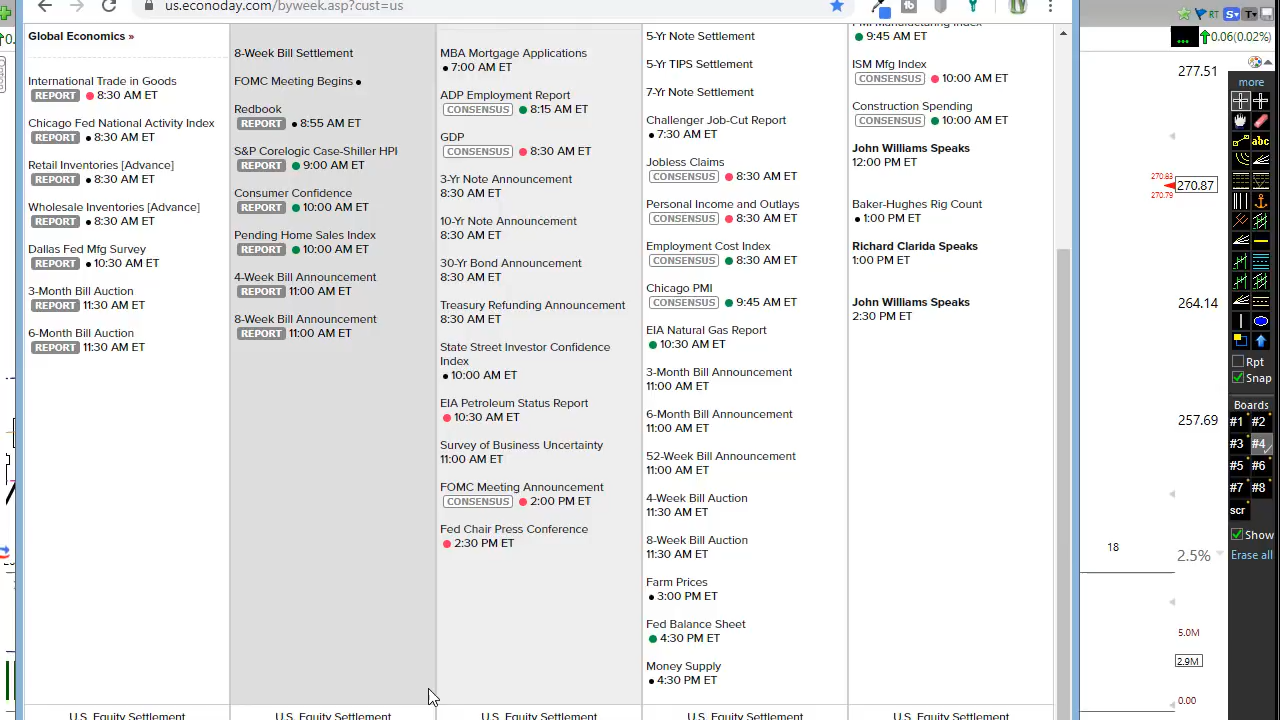 us.econoday.com/byweek.asp?cust=us
Global Economics »
International Trade in Goods
REPORT 8:30 AM ET
Chicago Fed National Activity Index
REPORT 8:30 AM ET
Retail Inventories [Advance]
REPORT 8:30 AM ET
Wholesale Inventories [Advance]
REPORT 8:30 AM ET
Dallas Fed Mfg Survey
REPORT 10:30 AM ET
3-Month Bill Auction
REPORT 11:30 AM ET
6-Month Bill Auction
REPORT 11:30 AM ET
U.S. Equity Settlement
8-Week Bill Settlement
FOMC Meeting Begins
Redbook
REPORT 8:55 AM ET
S&P Corelogic Case-Shiller HPI
REPORT 9:00 AM ET
Consumer Confidence
REPORT 10:00 AM ET
Pending Home Sales Index
REPORT 10:00 AM ET
4-Week Bill Announcement
REPORT 11:00 AM ET
8-Week Bill Announcement
REPORT 11:00 AM ET
U.S. Equity Settlement
MBA Mortgage Applications
7:00 AM ET
ADP Employment Report
CONSENSUS 8:15 AM ET
GDP
CONSENSUS 8:30 AM ET
3-Yr Note Announcement
8:30 AM ET
10-Yr Note Announcement
8:30 AM ET
30-Yr Bond Announcement
8:30 AM ET
Treasury Refunding Announcement
8:30 AM ET
State Street Investor Confidence
Index
10:00 AM ET
EIA Petroleum Status Report
10:30 AM ET
Survey of Business Uncertainty
11:00 AM ET
FOMC Meeting Announcement
CONSENSUS 2:00 PM ET
Fed Chair Press Conference
2:30 PM ET
U.S. Equity Settlement
5-Yr Note Settlement
5-Yr TIPS Settlement
7-Yr Note Settlement
Challenger Job-Cut Report
7:30 AM ET
Jobless Claims
CONSENSUS 8:30 AM ET
Personal Income and Outlays
CONSENSUS 8:30 AM ET
Employment Cost Index
CONSENSUS 8:30 AM ET
Chicago PMI
CONSENSUS 9:45 AM ET
EIA Natural Gas Report
10:30 AM ET
3-Month Bill Announcement
11:00 AM ET
6-Month Bill Announcement
11:00 AM ET
52-Week Bill Announcement
11:00 AM ET
4-Week Bill Auction
11:30 AM ET
8-Week Bill Auction
11:30 AM ET
Farm Prices
3:00 PM ET
Fed Balance Sheet
4:30 PM ET
Money Supply
4:30 PM ET
U.S. Equity Settlement
PMI Manufacturing Index
9:45 AM ET
ISM Mfg Index
CONSENSUS 10:00 AM ET
Construction Spending
CONSENSUS 10:00 AM ET
John Williams Speaks
12:00 PM ET
Baker-Hughes Rig Count
1:00 PM ET
Richard Clarida Speaks
1:00 PM ET
John Williams Speaks
2:30 PM ET
U.S. Equity Settlement
RT S T
0.06(0.02%)
277.51
270.83
270.87
270.79
264.14
257.69
18
2.5%
5.0M
2.9M
0.00
more
abc
Rpt
Snap
Boards
#1 #2
#3 #4
#5 #6
#7 #8
scr
Show
Erase all